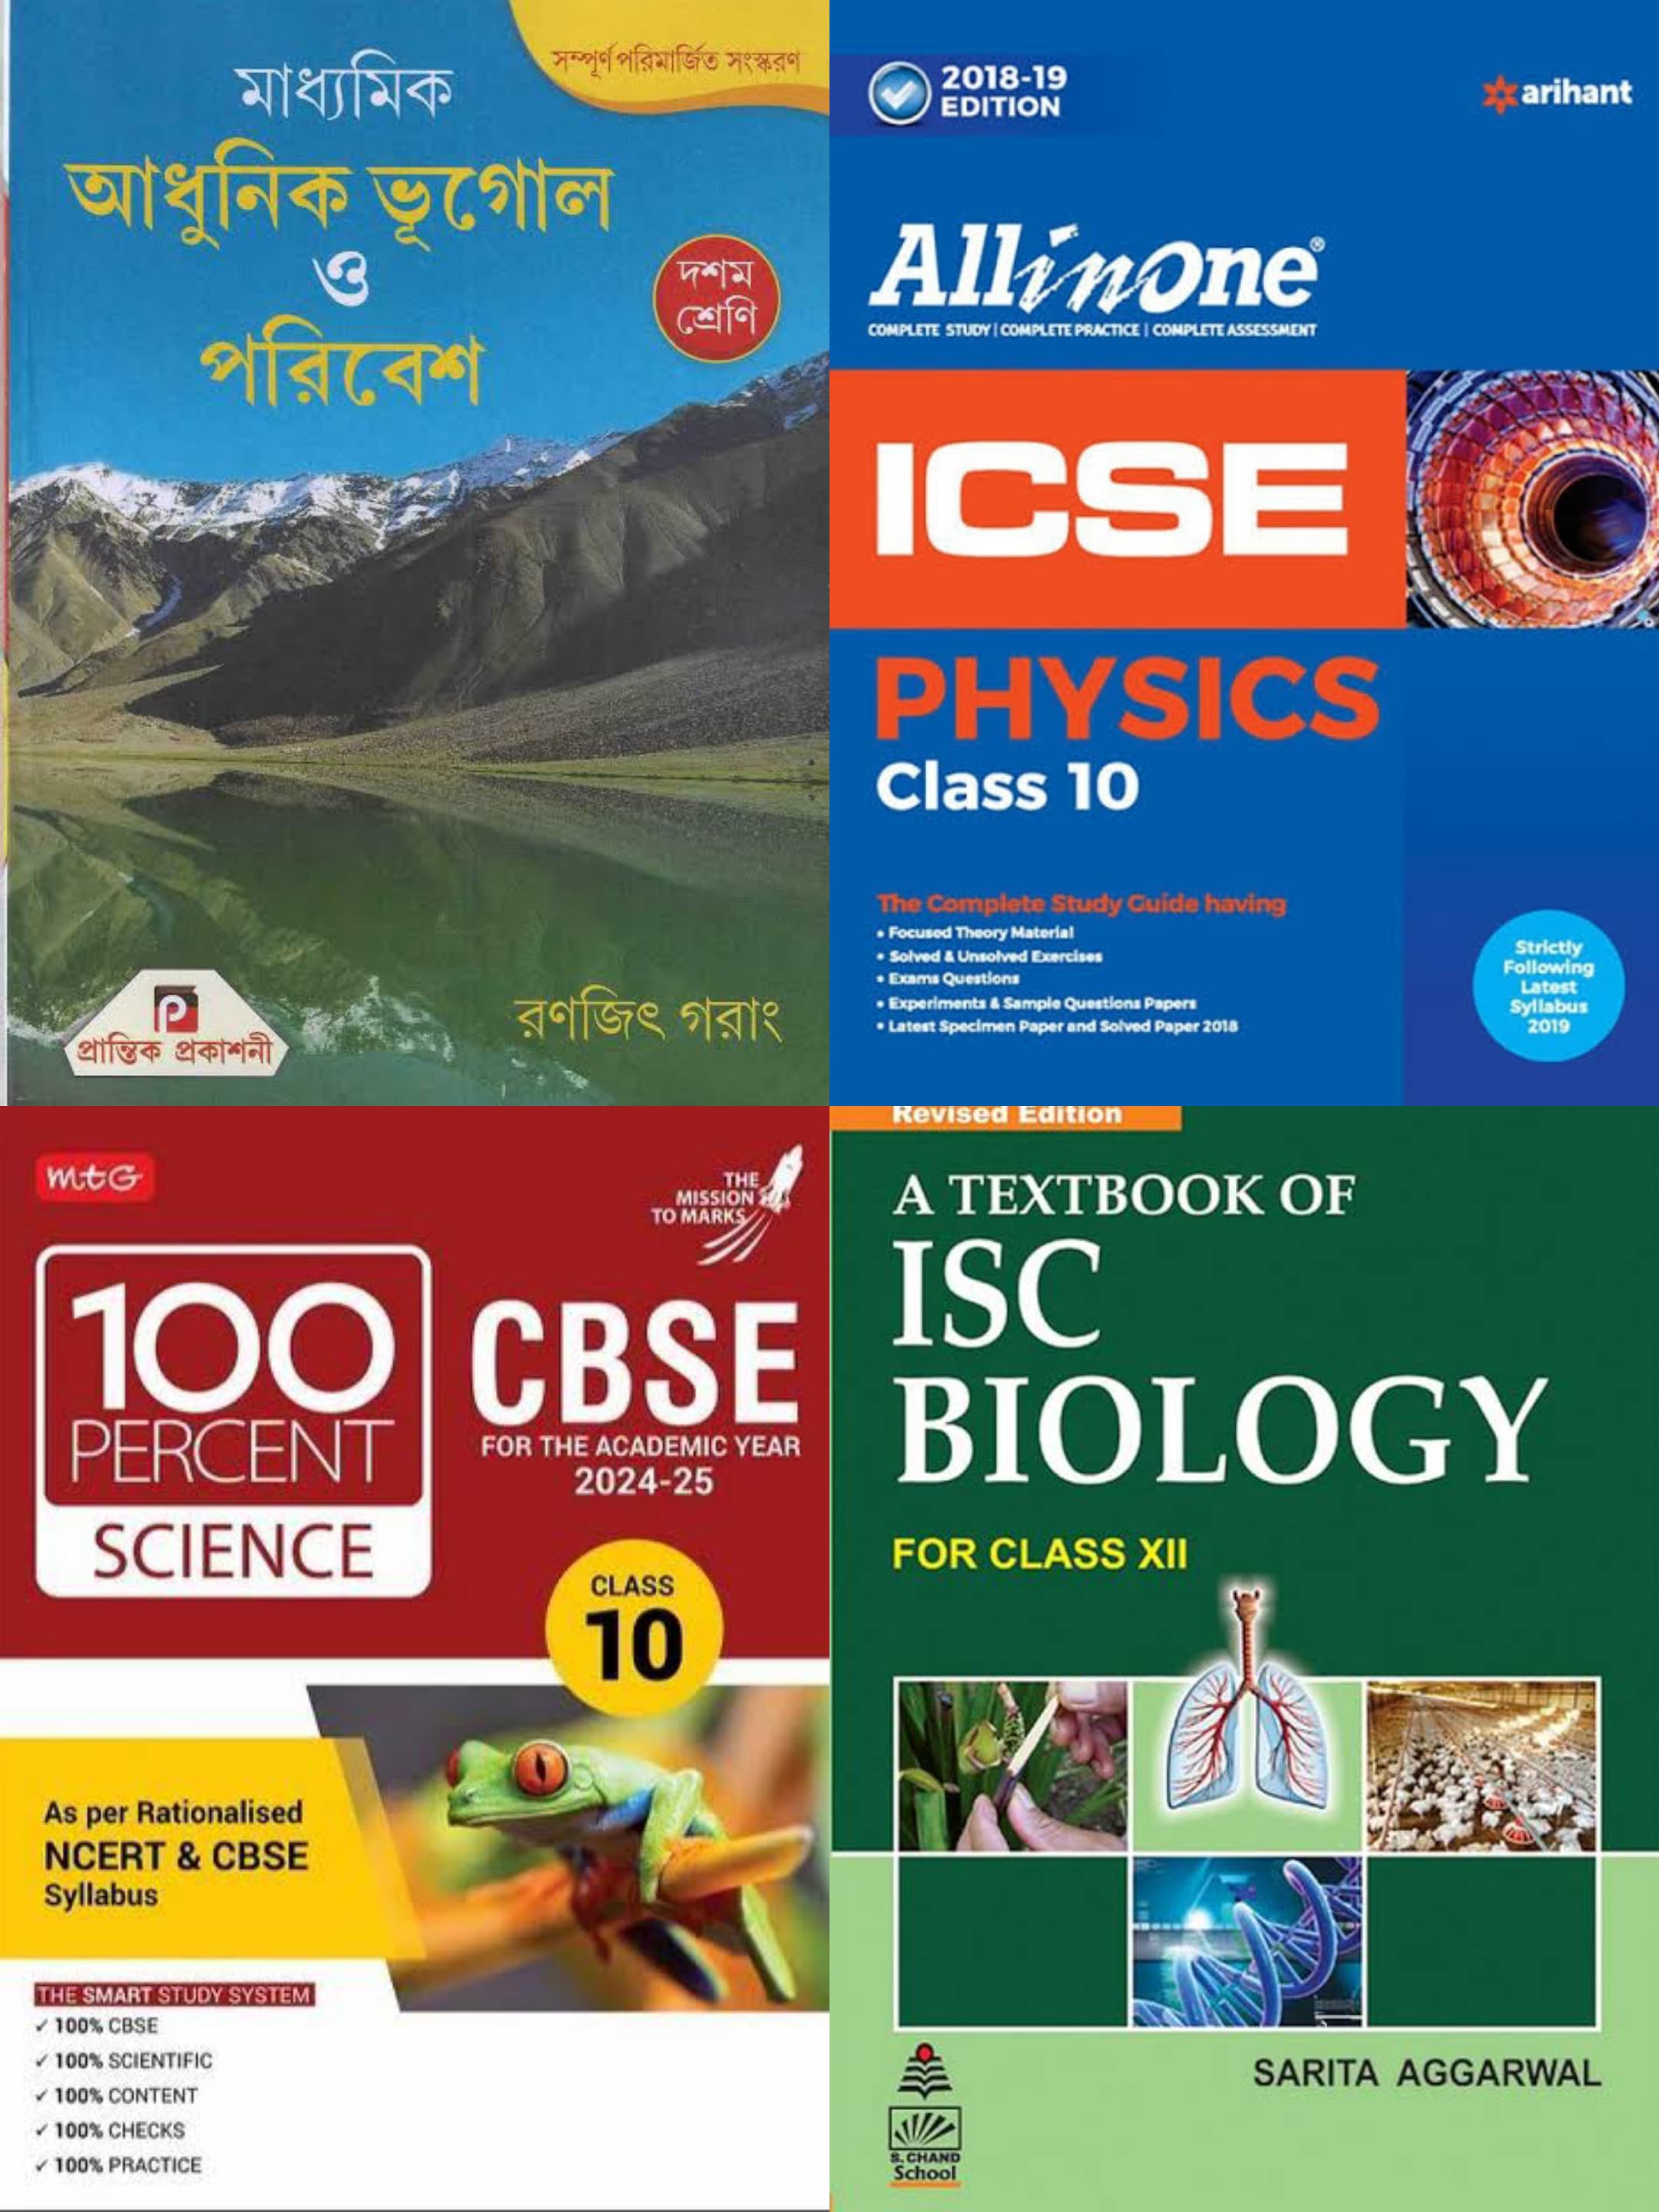 সম্পূর্ণ পরিমার্জিত সংস্করণ
মাধ্যমিক
আধুনিক ভূগোল
ও
পরিবেশ
দশম
শ্রেণি
রণজিৎ গরাং
P
প্রান্তিক প্রকাশনী
2018-19
EDITION
arihant
All in One®
COMPLETE STUDY | COMPLETE PRACTICE | COMPLETE ASSESSMENT
ICSE
PHYSICS
Class 10
The Complete Study Guide having
• Focused Theory Material
• Solved & Unsolved Exercises
• Exams Questions
• Experiments & Sample Questions Papers
• Latest Specimen Paper and Solved Paper 2018
Strictly
Following
Latest
Syllabus
2019
mtG
THE
MISSION
TO MARKS
100
PERCENT
SCIENCE
CBSE
FOR THE ACADEMIC YEAR
2024-25
CLASS
10
As per Rationalised
NCERT & CBSE
Syllabus
THE SMART STUDY SYSTEM
✓ 100% CBSE
✓ 100% SCIENTIFIC
✓ 100% CONTENT
✓ 100% CHECKS
✓ 100% PRACTICE
Revised Edition
A TEXTBOOK OF
ISC
BIOLOGY
FOR CLASS XII
SARITA AGGARWAL
S. CHAND
School